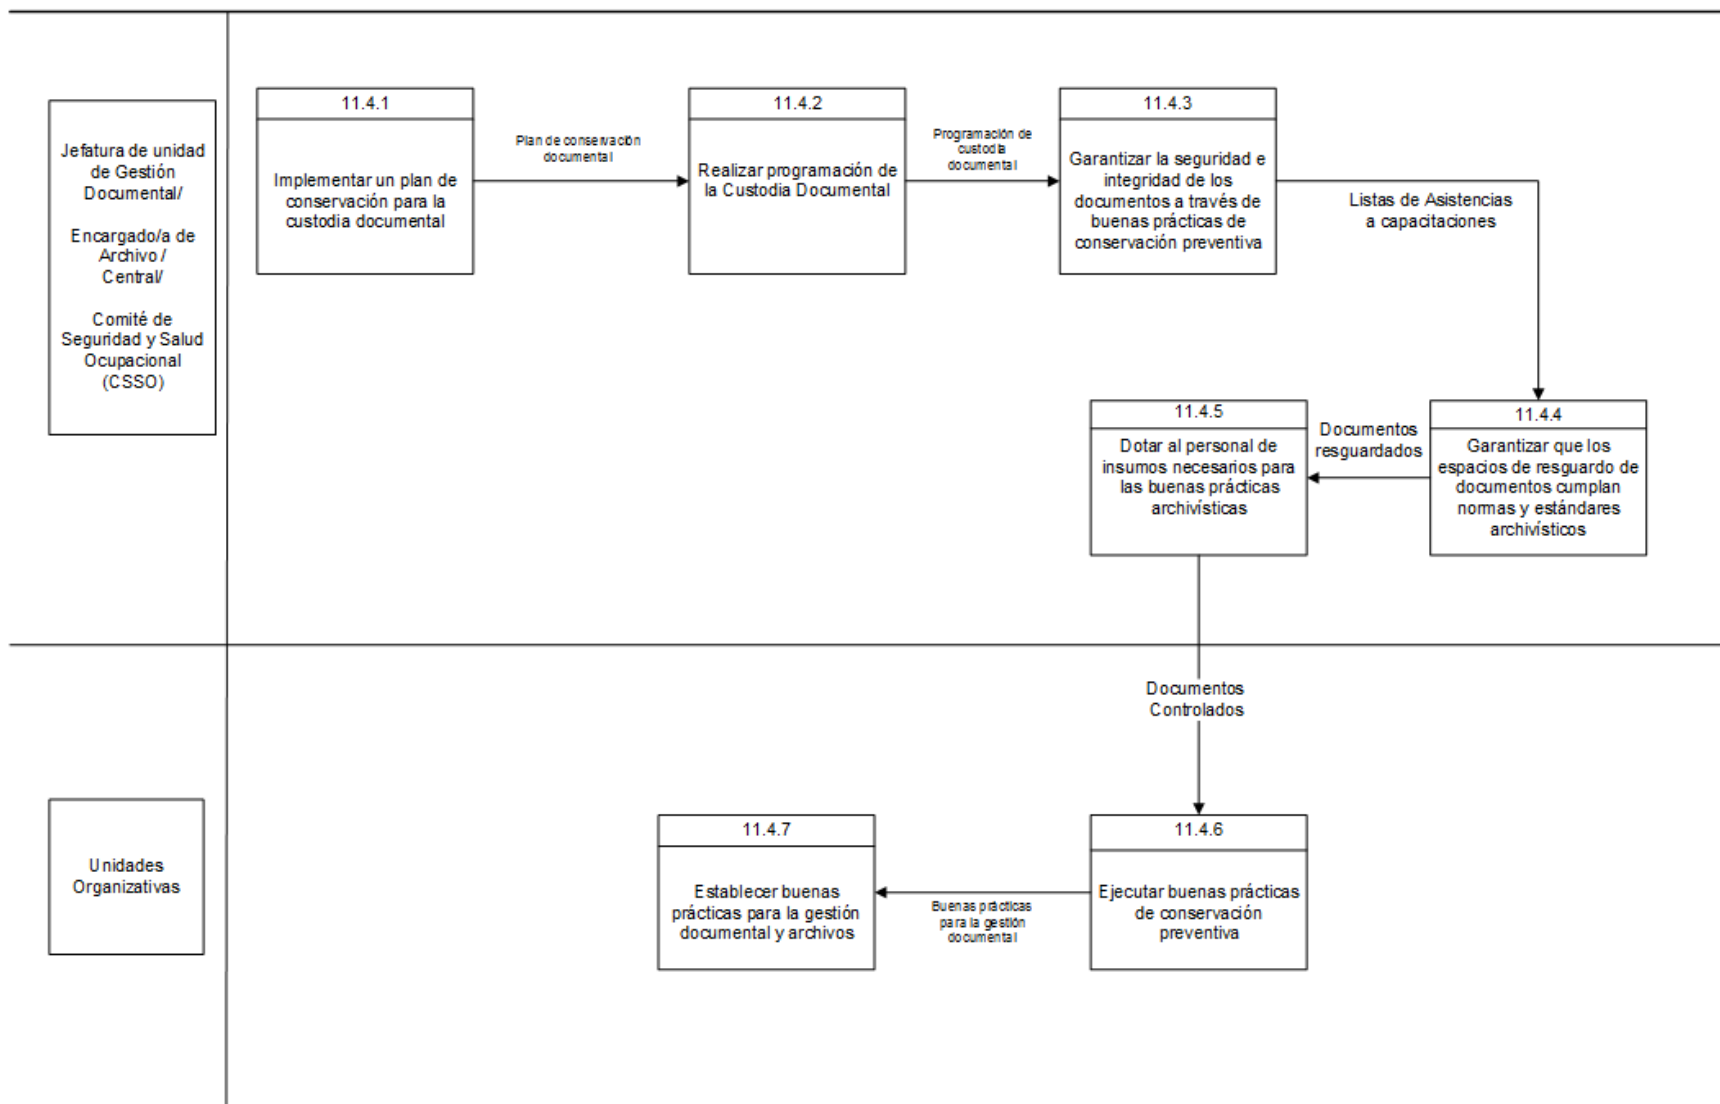 Jefatura de unidad
de Gestión
Documental/
Encargado/a de
Archivo /
Central/
Comité de
Seguridad y Salud
Ocupacional
(CSSO)
11.4.1
Implementar un plan de
conservación para la
custodia documental
Plan de conservación
documental
11.4.2
Realizar programación de
la Custodia Documental
Programación de
custodia
documental
11.4.3
Garantizar la seguridad e
integridad de los
documentos a través de
buenas prácticas de
conservación preventiva
Listas de Asistencias
a capacitaciones
11.4.4
Garantizar que los
espacios de resguardo de
documentos cumplan
normas y estándares
archivísticos
Documentos
resguardados
11.4.5
Dotar al personal de
insumos necesarios para
las buenas prácticas
archivísticas
Documentos
Controlados
Unidades
Organizativas
11.4.6
Ejecutar buenas prácticas
de conservación
preventiva
Buenas prácticas
para la gestión
documental
11.4.7
Establecer buenas
prácticas para la gestión
documental y archivos